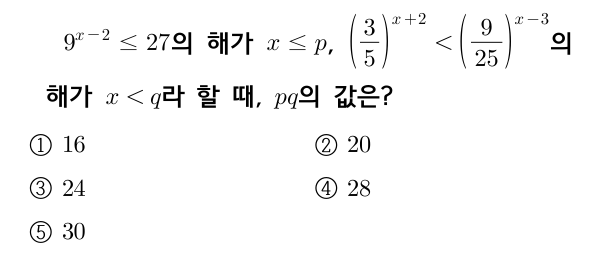 $9^{x-2} \leq 27$의 해가 $x \leq p$, $\left(\frac{3}{5}\right)^{x+2} < \left(\frac{9}{25}\right)^{x-3}$의
해가 $x < q$라 할 때, $pq$의 값은?
① 16 ② 20
③ 24 ④ 28
⑤ 30